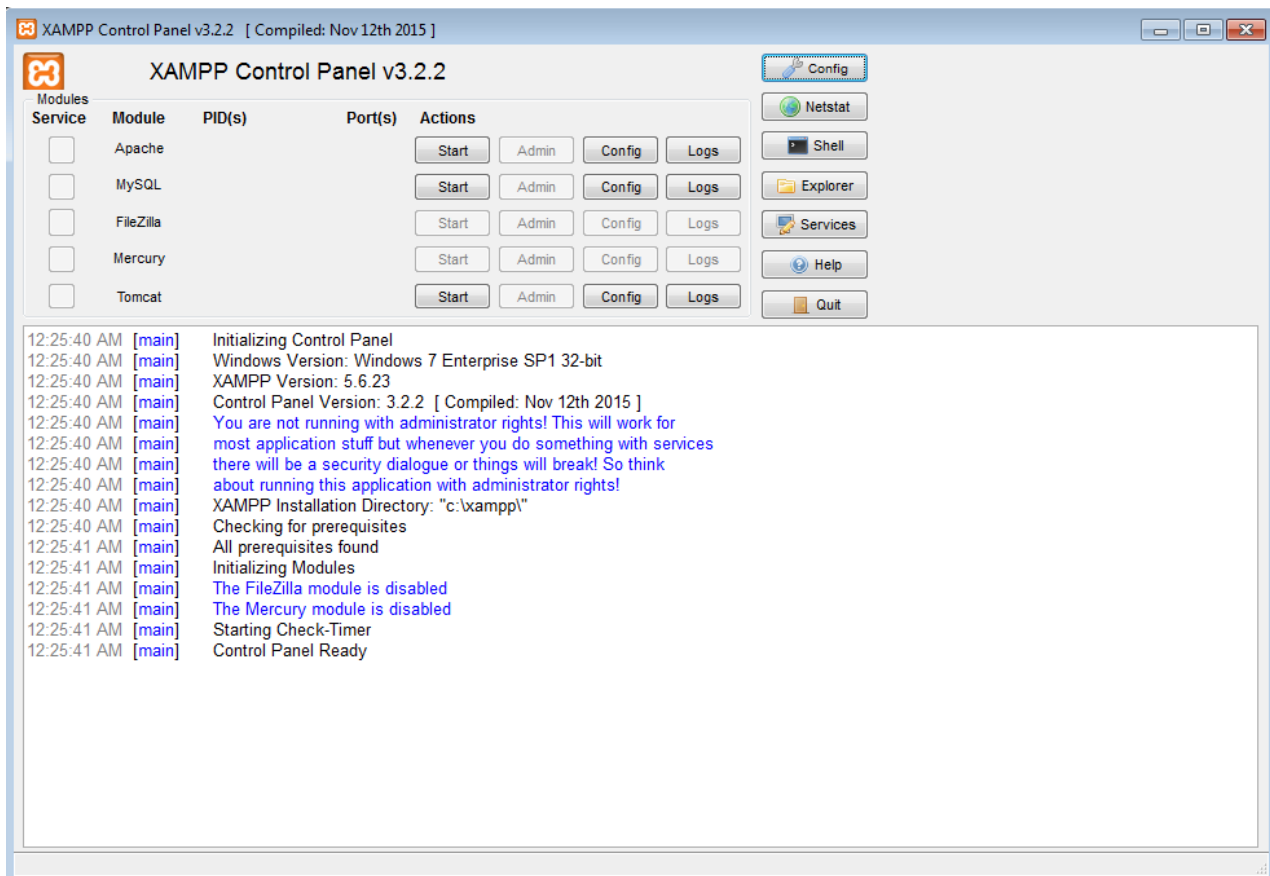 XAMPP Control Panel v3.2.2 [ Compiled: Nov 12th 2015 ]
XAMPP Control Panel v3.2.2
Config
Modules
Service Module PID(s) Port(s) Actions
Netstat
Apache Start Admin Config Logs
Shell
MySQL Start Admin Config Logs
Explorer
FileZilla Start Admin Config Logs
Services
Mercury Start Admin Config Logs
Help
Tomcat Start Admin Config Logs
Quit
12:25:40 AM [main] Initializing Control Panel
12:25:40 AM [main] Windows Version: Windows 7 Enterprise SP1 32-bit
12:25:40 AM [main] XAMPP Version: 5.6.23
12:25:40 AM [main] Control Panel Version: 3.2.2 [ Compiled: Nov 12th 2015 ]
12:25:40 AM [main] You are not running with administrator rights! This will work for
12:25:40 AM [main] most application stuff but whenever you do something with services
12:25:40 AM [main] there will be a security dialogue or things will break! So think
12:25:40 AM [main] about running this application with administrator rights!
12:25:40 AM [main] XAMPP Installation Directory: "c:\xampp\"
12:25:40 AM [main] Checking for prerequisites
12:25:41 AM [main] All prerequisites found
12:25:41 AM [main] Initializing Modules
12:25:41 AM [main] The FileZilla module is disabled
12:25:41 AM [main] The Mercury module is disabled
12:25:41 AM [main] Starting Check-Timer
12:25:41 AM [main] Control Panel Ready